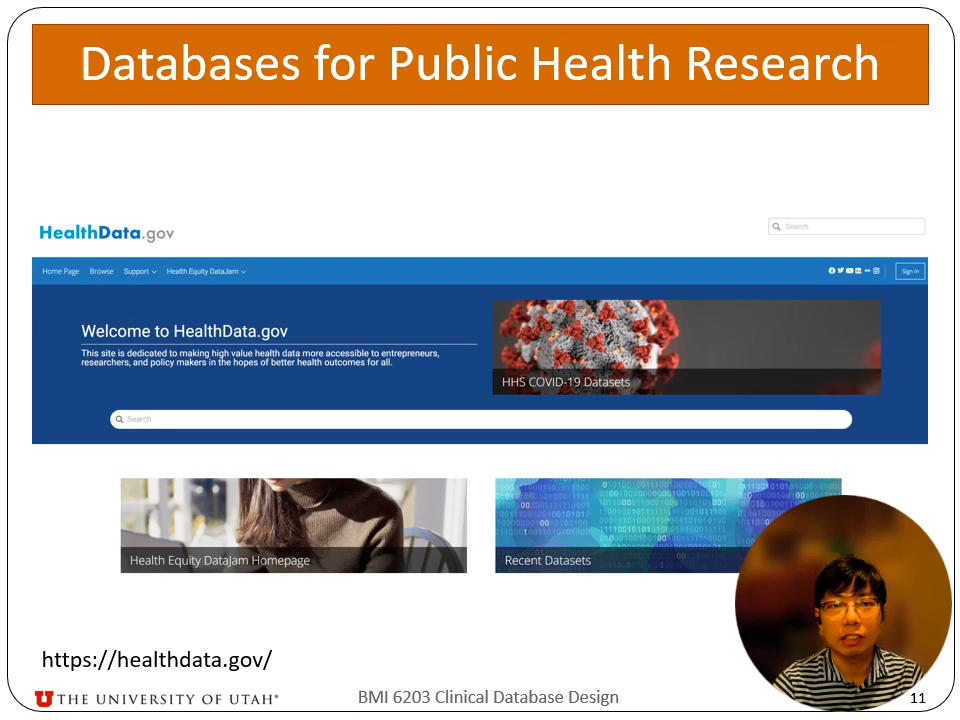 Databases for Public Health Research
HealthData.gov
Search
Home Page Browse Support Health Equity DataJam
Sign In
Welcome to HealthData.gov
This site is dedicated to making high value health data more accessible to entrepreneurs,
researchers, and policy makers in the hopes of better health outcomes for all.
HHS COVID-19 Datasets
Search
Health Equity DataJam Homepage
Recent Datasets
https://healthdata.gov/
U THE UNIVERSITY OF UTAH®
BMI 6203 Clinical Database Design
11